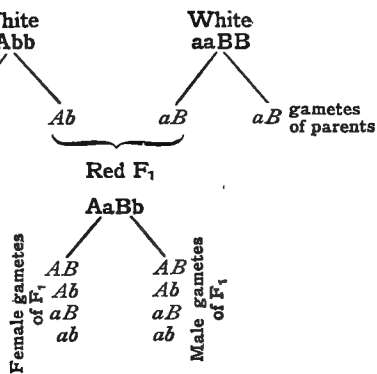 hite White
Abb aaBB
Ab aB aB gametes
of parents
Red F₁
AaBb
Female gametes
of F₁
AB AB
Ab Ab
aB aB
ab ab
Male gametes
of F₁